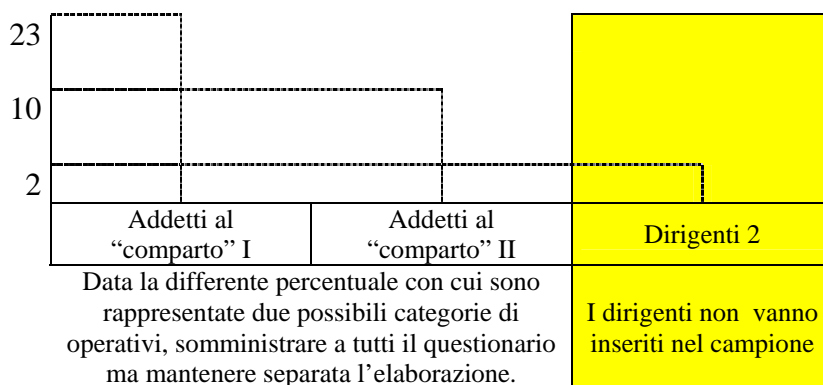 23
10
2
Addetti al
“comparto” I
Addetti al
“comparto” II
Dirigenti 2
Data la differente percentuale con cui sono
rappresentate due possibili categorie di
operativi, somministrare a tutti il questionario
ma mantenere separata l’elaborazione.
I dirigenti non vanno
inseriti nel campione